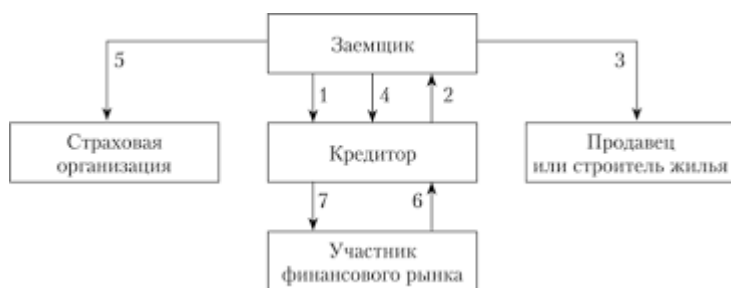 Заемщик
5
3
1
4
2
Страховая
организация
Кредитор
Продавец
или строитель жилья
7
6
Участник
финансового рынка